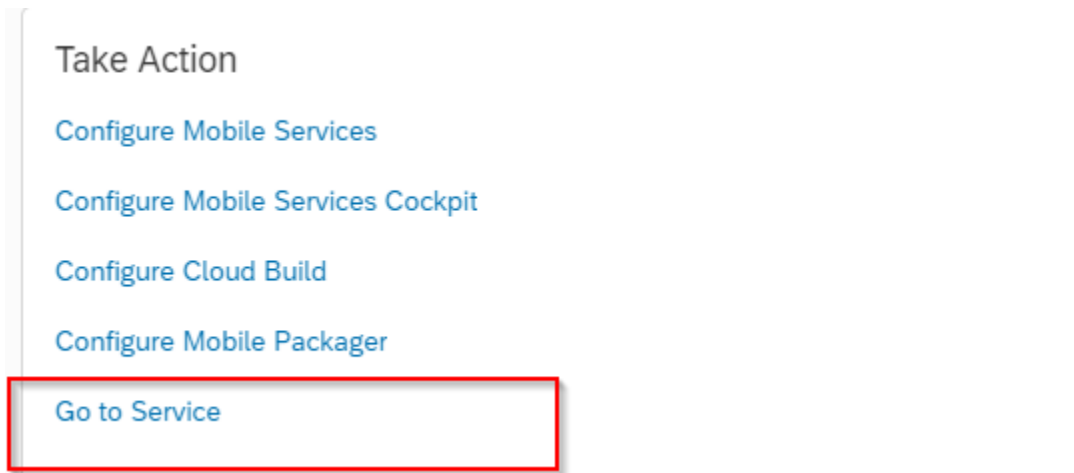 Take Action
Configure Mobile Services
Configure Mobile Services Cockpit
Configure Cloud Build
Configure Mobile Packager
Go to Service